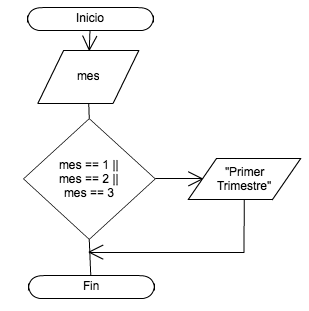 Inicio
mes
mes == 1 ||
mes == 2 ||
mes == 3
"Primer
Trimestre"
Fin